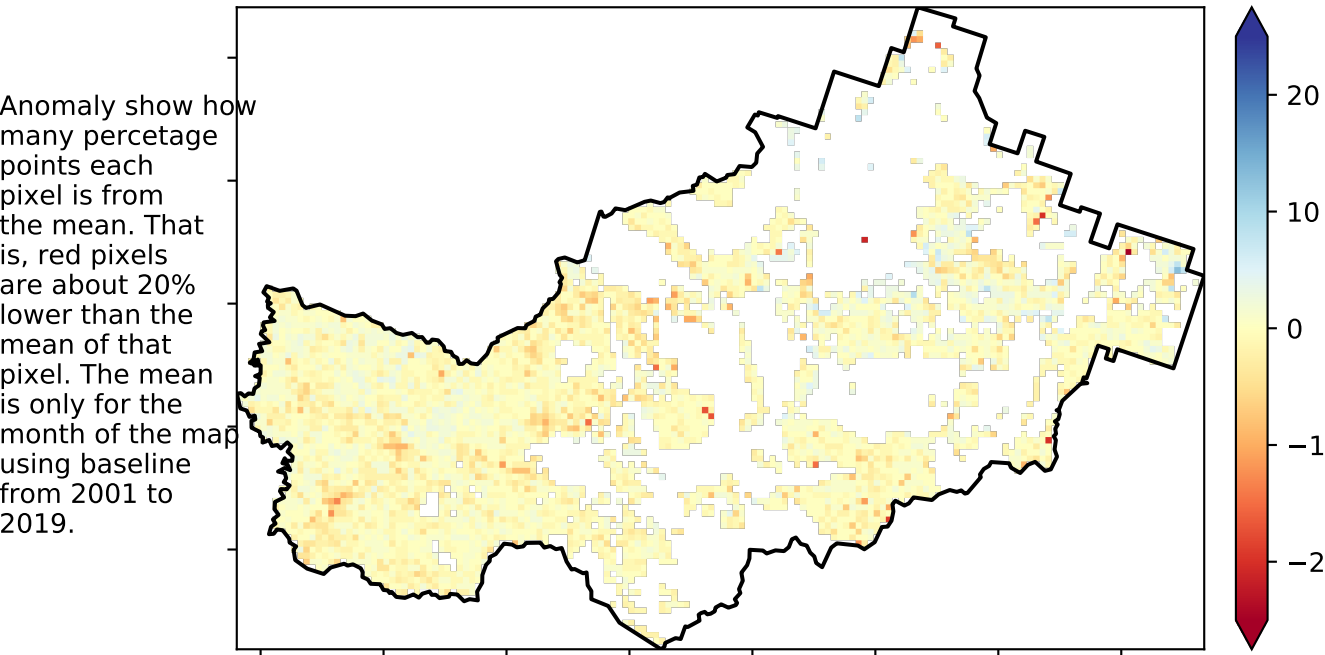 Anomaly show how
many percetage
points each
pixel is from
the mean. That
is, red pixels
are about 20%
lower than the
mean of that
pixel. The mean
is only for the
month of the map
using baseline
from 2001 to
2019.
20
10
0
−1
−2